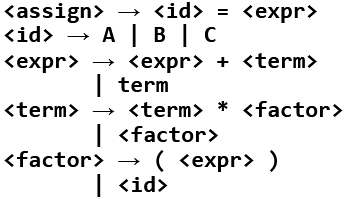 <assign> → <id> = <expr>
<id> → A | B | C
<expr> → <expr> + <term>
| term
<term> → <term> * <factor>
| <factor>
<factor> → ( <expr> )
| <id>